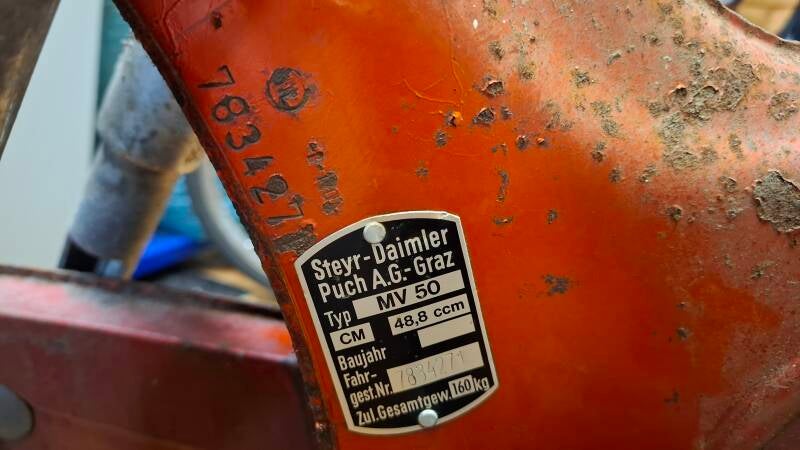 7834271
Steyr-Daimler
Puch A.G.-Graz
Typ MV 50
CM 48,8 ccm
Baujahr
Fahr-
gest.Nr. 7834271
Zul.Gesamtgew. 160 kg